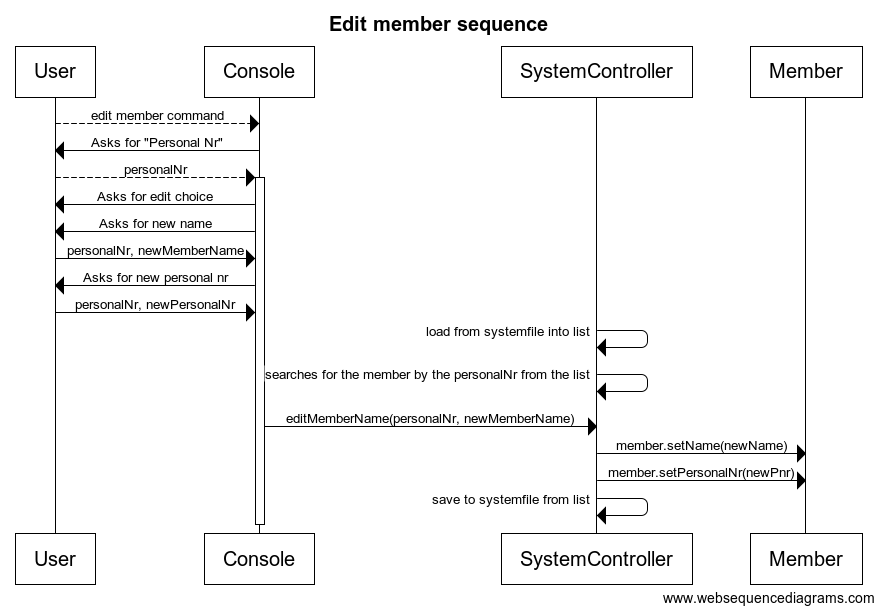 Edit member sequence
User
Console
SystemController
Member
edit member command
Asks for "Personal Nr"
personalNr
Asks for edit choice
Asks for new name
personalNr, newMemberName
Asks for new personal nr
personalNr, newPersonalNr
load from systemfile into list
searches for the member by the personalNr from the list
editMemberName(personalNr, newMemberName)
member.setName(newName)
member.setPersonalNr(newPnr)
save to systemfile from list
User
Console
SystemController
Member
www.websequencediagrams.com